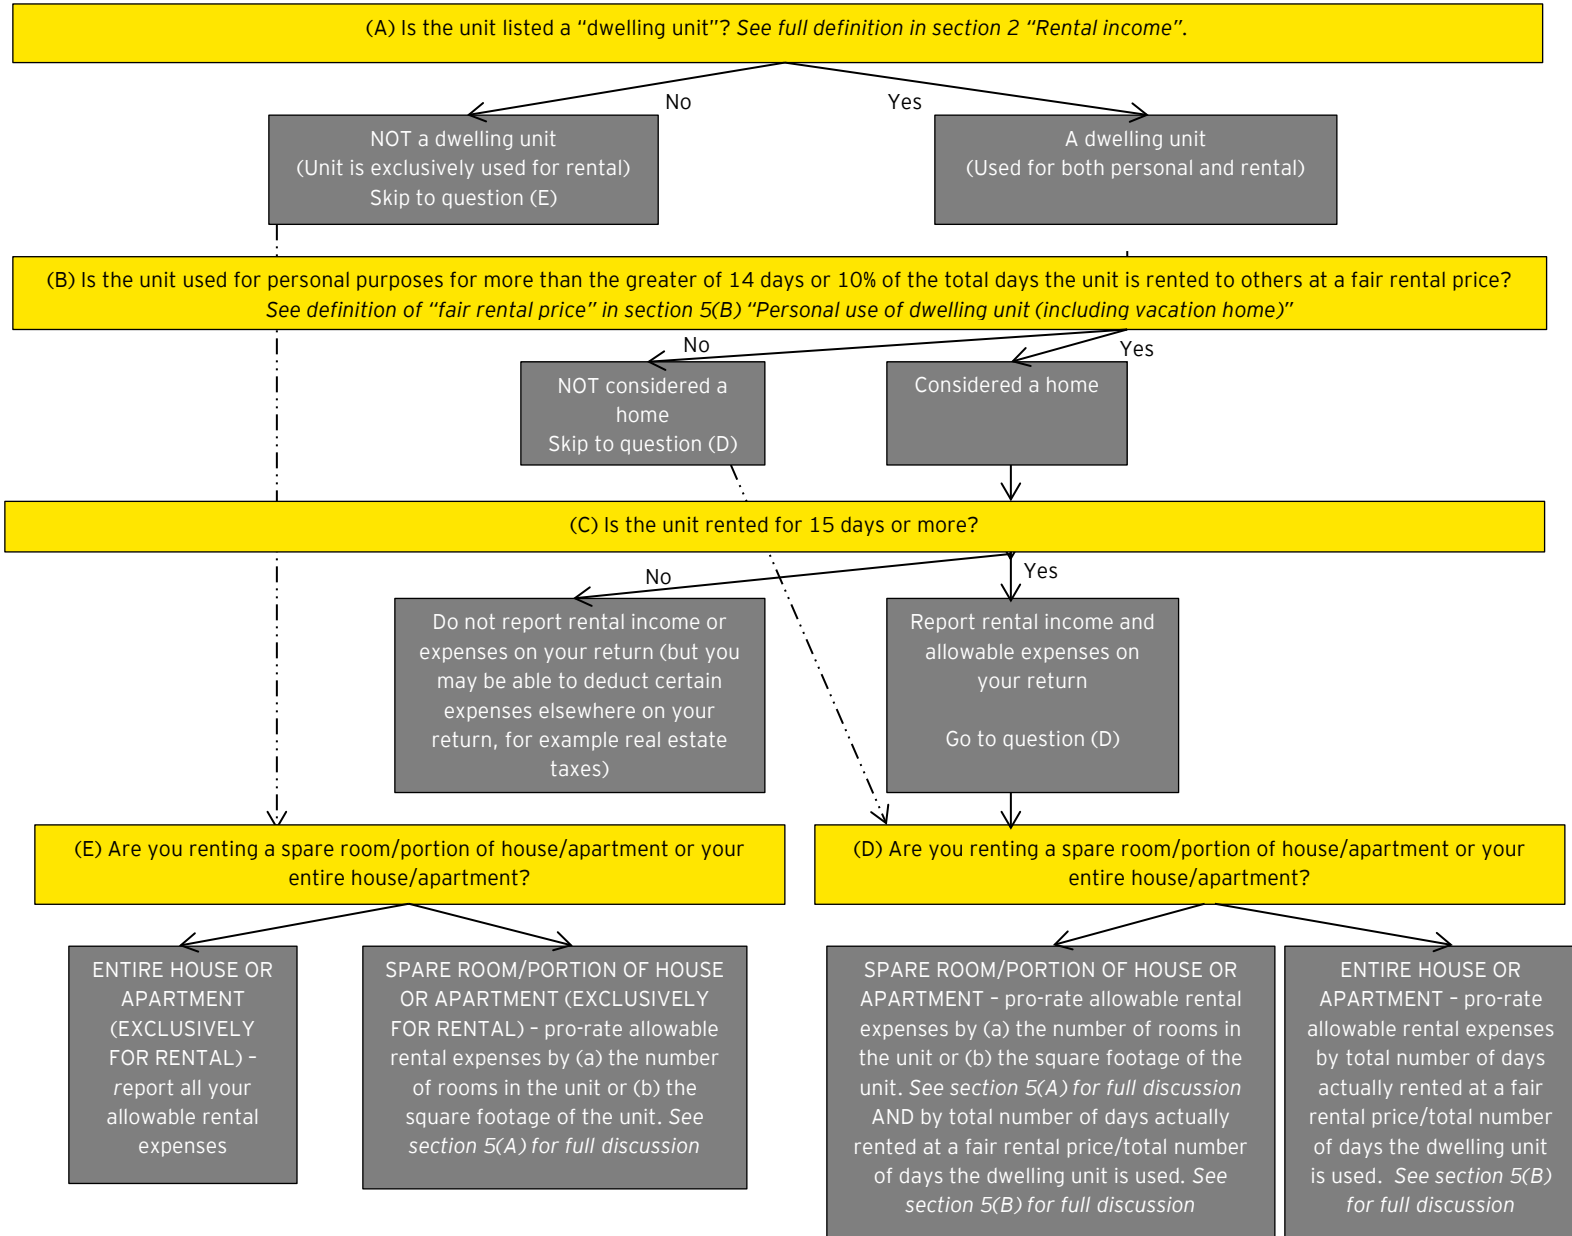 (A) Is the unit listed a “dwelling unit”? See full definition in section 2 “Rental income”.
No
Yes
NOT a dwelling unit
(Unit is exclusively used for rental)
Skip to question (E)
A dwelling unit
(Used for both personal and rental)
(B) Is the unit used for personal purposes for more than the greater of 14 days or 10% of the total days the unit is rented to others at a fair rental price?
See definition of “fair rental price” in section 5(B) “Personal use of dwelling unit (including vacation home)”
No
Yes
NOT considered a
home
Skip to question (D)
Considered a home
(C) Is the unit rented for 15 days or more?
No
Yes
Do not report rental income or
expenses on your return (but you
may be able to deduct certain
expenses elsewhere on your
return, for example real estate
taxes)
Report rental income and
allowable expenses on
your return
Go to question (D)
(E) Are you renting a spare room/portion of house/apartment or your
entire house/apartment?
(D) Are you renting a spare room/portion of house/apartment or your
entire house/apartment?
ENTIRE HOUSE OR
APARTMENT
(EXCLUSIVELY
FOR RENTAL) –
report all your
allowable rental
expenses
SPARE ROOM/PORTION OF HOUSE
OR APARTMENT (EXCLUSIVELY
FOR RENTAL) – pro-rate allowable
rental expenses by (a) the number
of rooms in the unit or (b) the
square footage of the unit. See
section 5(A) for full discussion
SPARE ROOM/PORTION OF HOUSE OR
APARTMENT – pro-rate allowable rental
expenses by (a) the number of rooms in
the unit or (b) the square footage of the
unit. See section 5(A) for full discussion
AND by total number of days actually
rented at a fair rental price/total number
of days the dwelling unit is used. See
section 5(B) for full discussion
ENTIRE HOUSE OR
APARTMENT – pro-rate
allowable rental expenses
by total number of days
actually rented at a fair
rental price/total number
of days the dwelling unit
is used. See section 5(B)
for full discussion